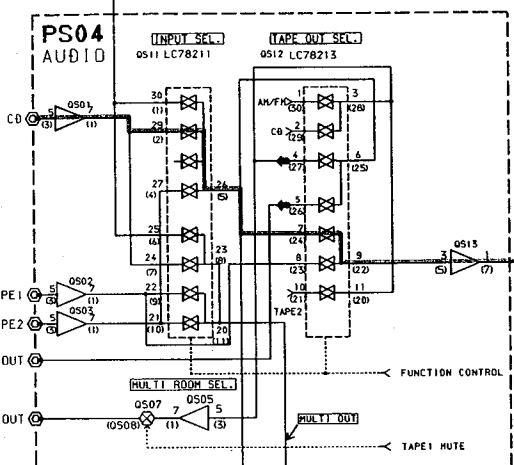 PS04
AUDIO
INPUT SEL.
QS11 LC78211
TAPE OUT SEL.
QS12 LC78213
CD
5
(3)
QS01
7
(1)
30
(1)
29
(2)
27
(4)
26
(5)
25
(6)
24
(7)
23
(8)
22
(9)
21
(10)
20
(11)
AM/FM
1
(30)
3
(28)
CD
2
(29)
4
(27)
6
(25)
5
(26)
7
(24)
8
(23)
9
(22)
10
(21)
TAPE2
11
(20)
3
(5)
QS13
1
(7)
PE1
5
(3)
QS02
7
(1)
PE2
5
(3)
QS03
7
(1)
OUT
FUNCTION CONTROL
MULTI ROOM SEL.
OUT
QS07
(QS08)
7
(1)
QS05
5
(3)
MULTI OUT
TAPE1 MUTE